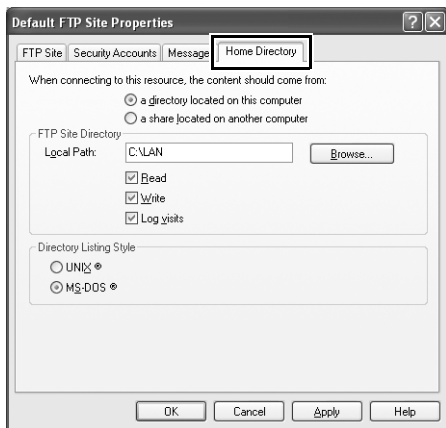 Default FTP Site Properties
FTP Site Security Accounts Message Home Directory
When connecting to this resource, the content should come from:
a directory located on this computer
a share located on another computer
FTP Site Directory
Local Path: C:\LAN Browse...
Read
Write
Log visits
Directory Listing Style
UNIX ®
MS-DOS ®
OK Cancel Apply Help